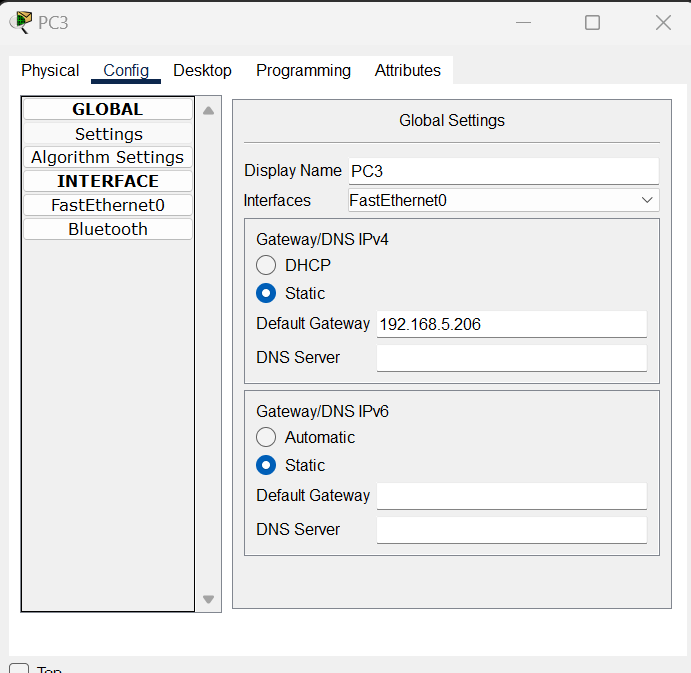 PC3
Physical Config Desktop Programming Attributes
GLOBAL
Settings
Algorithm Settings
INTERFACE
FastEthernet0
Bluetooth
Global Settings
Display Name PC3
Interfaces FastEthernet0
Gateway/DNS IPv4
DHCP
Static
Default Gateway 192.168.5.206
DNS Server
Gateway/DNS IPv6
Automatic
Static
Default Gateway
DNS Server
Top